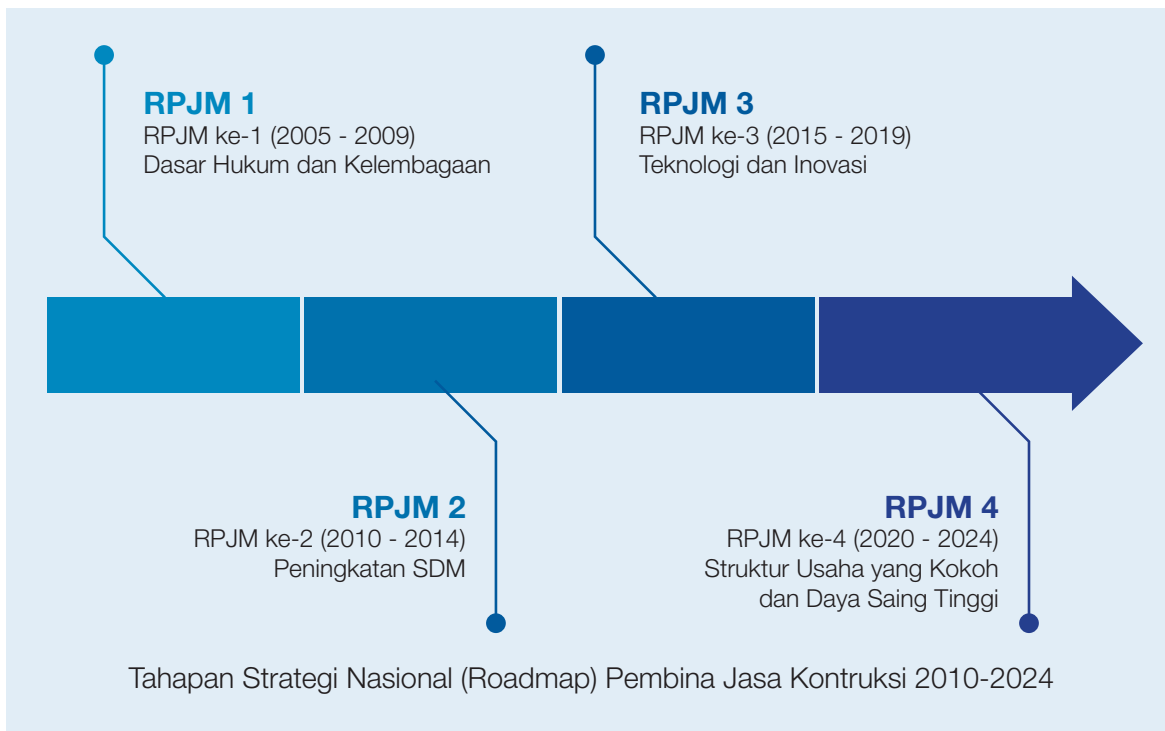 RPJM 1
RPJM ke-1 (2005 - 2009)
Dasar Hukum dan Kelembagaan
RPJM 3
RPJM ke-3 (2015 - 2019)
Teknologi dan Inovasi
RPJM 2
RPJM ke-2 (2010 - 2014)
Peningkatan SDM
RPJM 4
RPJM ke-4 (2020 - 2024)
Struktur Usaha yang Kokoh
dan Daya Saing Tinggi
Tahapan Strategi Nasional (Roadmap) Pembina Jasa Kontruksi 2010-2024